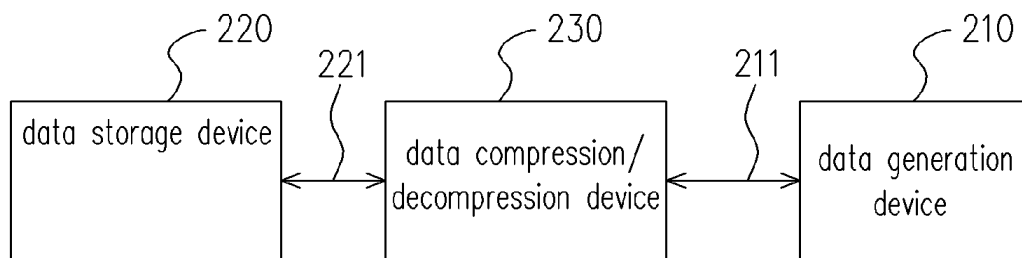 220
230
210
221
211
data storage device
data compression/
decompression device
data generation
device